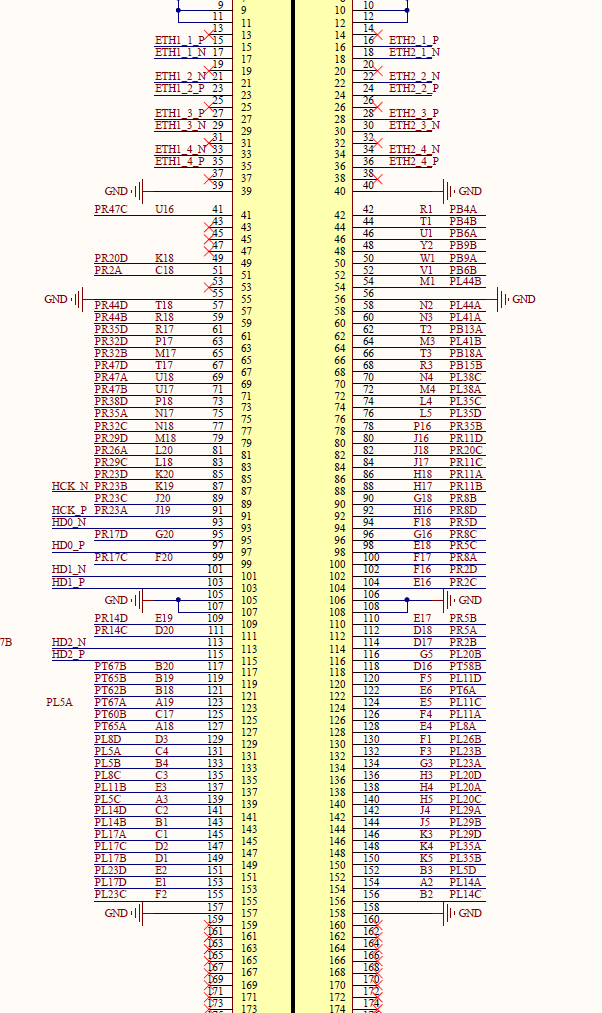 9 9 10 10
11 11 12 12
13 13 14 14
ETH1_1_P 15 15 16 16 ETH2_1_P
ETH1_1_N 17 17 18 18 ETH2_1_N
19 19 20 20
ETH1_2_N 21 21 22 22 ETH2_2_N
ETH1_2_P 23 23 24 24 ETH2_2_P
25 25 26 26
ETH1_3_P 27 27 28 28 ETH2_3_P
ETH1_3_N 29 29 30 30 ETH2_3_N
31 31 32 32
ETH1_4_N 33 33 34 34 ETH2_4_N
ETH1_4_P 35 35 36 36 ETH2_4_P
37 37 38 38
GND 39 39 40 40 GND
PR47C U16 41 41 42 42 R1 PB4A
43 43 44 44 T1 PB4B
45 45 46 46 U1 PB6A
47 47 48 48 Y2 PB9B
PR20D K18 49 49 50 50 W1 PB9A
PR2A C18 51 51 52 52 V1 PB6B
53 53 54 54 M1 PL44B
GND 55 55 56 56 GND
PR44D T18 57 57 58 58 N2 PL44A
PR44B R18 59 59 60 60 N3 PL41A
PR35D R17 61 61 62 62 T2 PB13A
PR32D P17 63 63 64 64 M3 PL41B
PR32B M17 65 65 66 66 T3 PB18A
PR47D T17 67 67 68 68 R3 PB15B
PR47A U18 69 69 70 70 N4 PL38C
PR47B U17 71 71 72 72 M4 PL38A
PR38D P18 73 73 74 74 L4 PL35C
PR35A N17 75 75 76 76 L5 PL35D
PR32C N18 77 77 78 78 P16 PR35B
PR29D M18 79 79 80 80 J16 PR11D
PR26A L20 81 81 82 82 J18 PR20C
PR29C L18 83 83 84 84 J17 PR11C
PR23D K20 85 85 86 86 H18 PR11A
HCK_N PR23B K19 87 87 88 88 H17 PR11B
PR23C J20 89 89 90 90 G18 PR8B
HCK_P PR23A J19 91 91 92 92 H16 PR8D
HD0_N 93 93 94 94 F18 PR5D
PR17D G20 95 95 96 96 G16 PR8C
HD0_P 97 97 98 98 E18 PR5C
PR17C F20 99 99 100 100 F17 PR8A
HD1_N 101 101 102 102 F16 PR2D
HD1_P 103 103 104 104 E16 PR2C
GND 105 105 106 106 GND
107 107 108 108
PR14D E19 109 109 110 110 E17 PR5B
PR14C D20 111 111 112 112 D18 PR5A
7B HD2_N 113 113 114 114 D17 PR2B
HD2_P 115 115 116 116 G5 PL20B
PT67B B20 117 117 118 118 D16 PT58B
PT65B B19 119 119 120 120 F5 PL11D
PT62B B18 121 121 122 122 E6 PT6A
PL5A PT67A A19 123 123 124 124 E5 PL11C
PT60B C17 125 125 126 126 F4 PL11A
PT65A A18 127 127 128 128 E4 PL8A
PL8D D3 129 129 130 130 F1 PL26B
PL5A C4 131 131 132 132 F3 PL23B
PL5B B4 133 133 134 134 G3 PL23A
PL8C C3 135 135 136 136 H3 PL20D
PL11B E3 137 137 138 138 H4 PL20A
PL5C A3 139 139 140 140 H5 PL20C
PL14D C2 141 141 142 142 J4 PL29A
PL14B B1 143 143 144 144 J5 PL29B
PL17A C1 145 145 146 146 K3 PL29D
PL17C D2 147 147 148 148 K4 PL35A
PL17B D1 149 149 150 150 K5 PL35B
PL23D E2 151 151 152 152 B3 PL5D
PL17D E1 153 153 154 154 A2 PL14A
PL23C F2 155 155 156 156 B2 PL14C
GND 157 157 158 158 GND
159 159 160 160
161 161 162 162
163 163 164 164
165 165 166 166
167 167 168 168
169 169 170 170
171 171 172 172
173 173 174 174